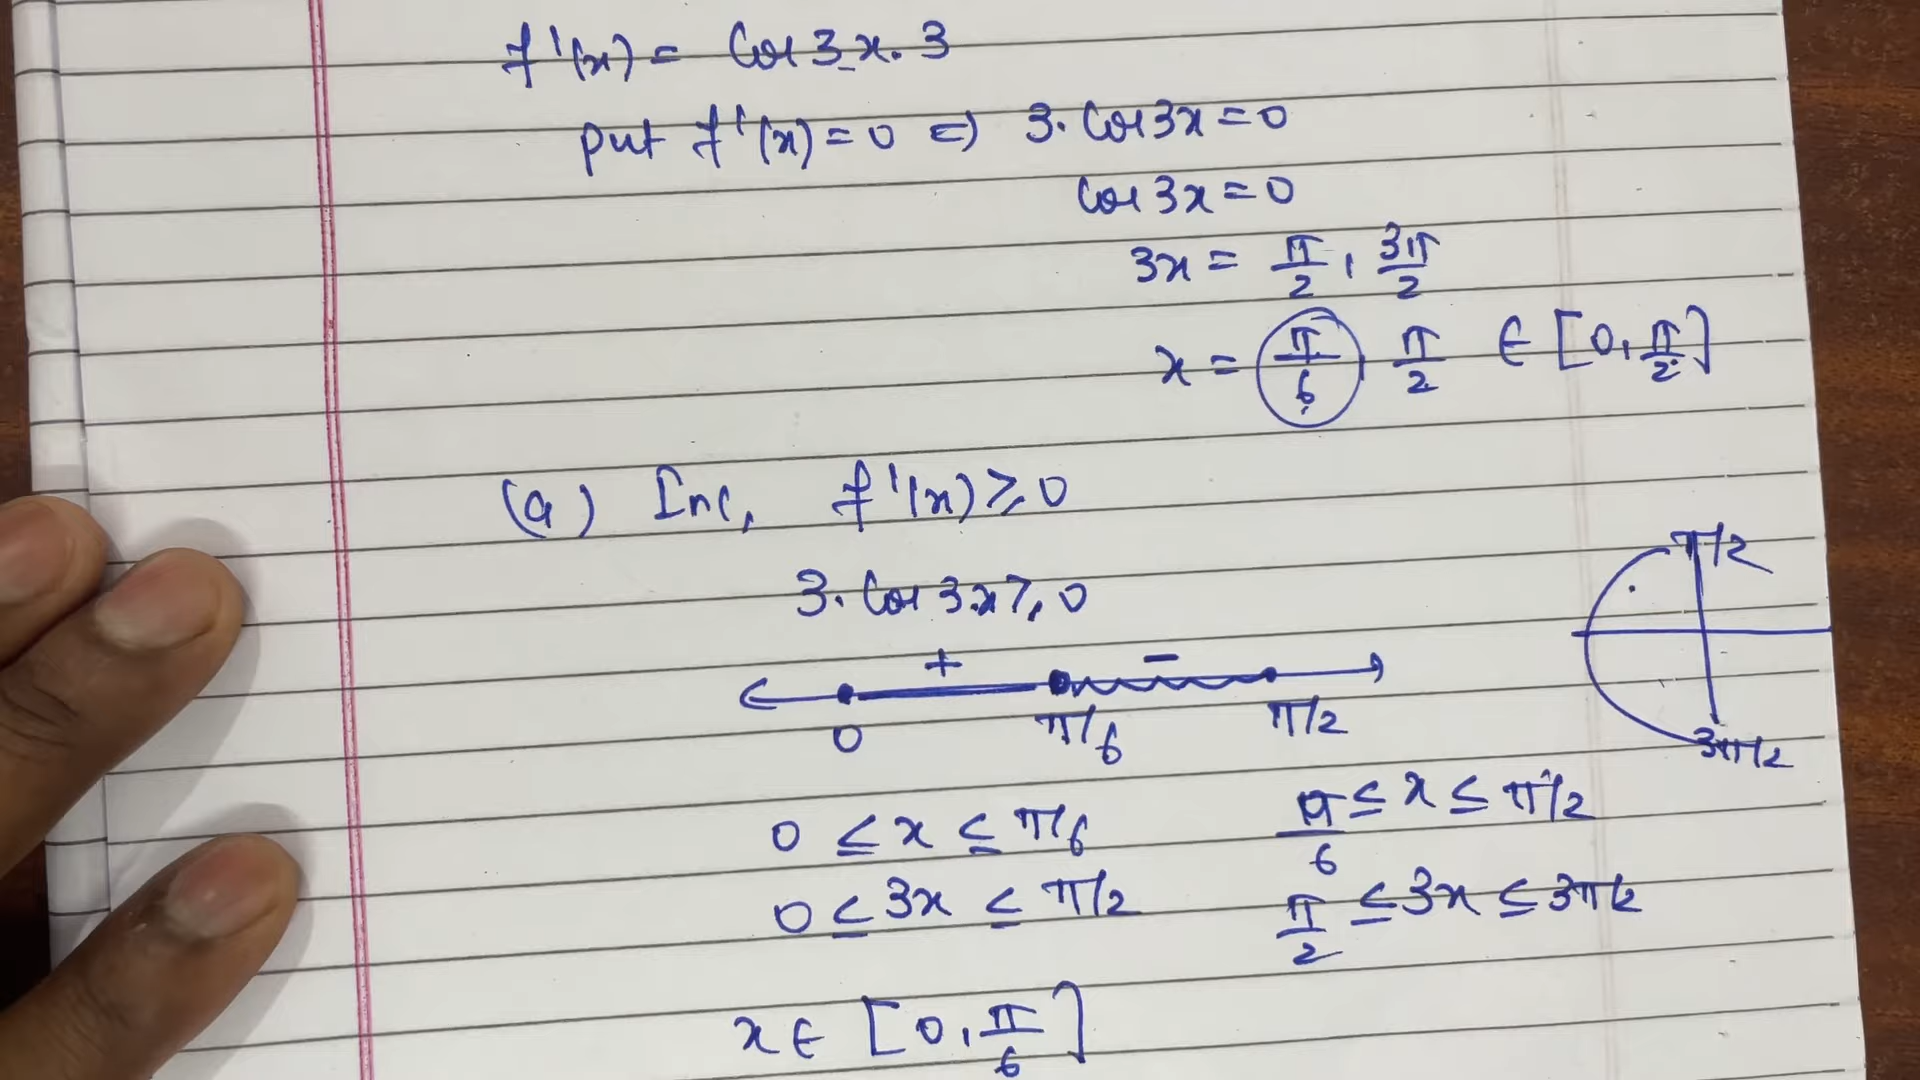 f'(x) = Cos 3x. 3
put f'(x) = 0 ⇒ 3. Cos 3x = 0
Cos 3x = 0
3x = π/2, 3π/2
x = π/6, π/2 ∈ [0, π/2]
(a) Inc, f'(x) ≥ 0
3. Cos 3x ≥ 0
+ −
0 π/6 π/2
π/2
3π/2
0 ≤ x ≤ π/6 π/6 ≤ x ≤ π/2
0 ≤ 3x ≤ π/2 π/2 ≤ 3x ≤ 3π/2
x ∈ [0, π/6]